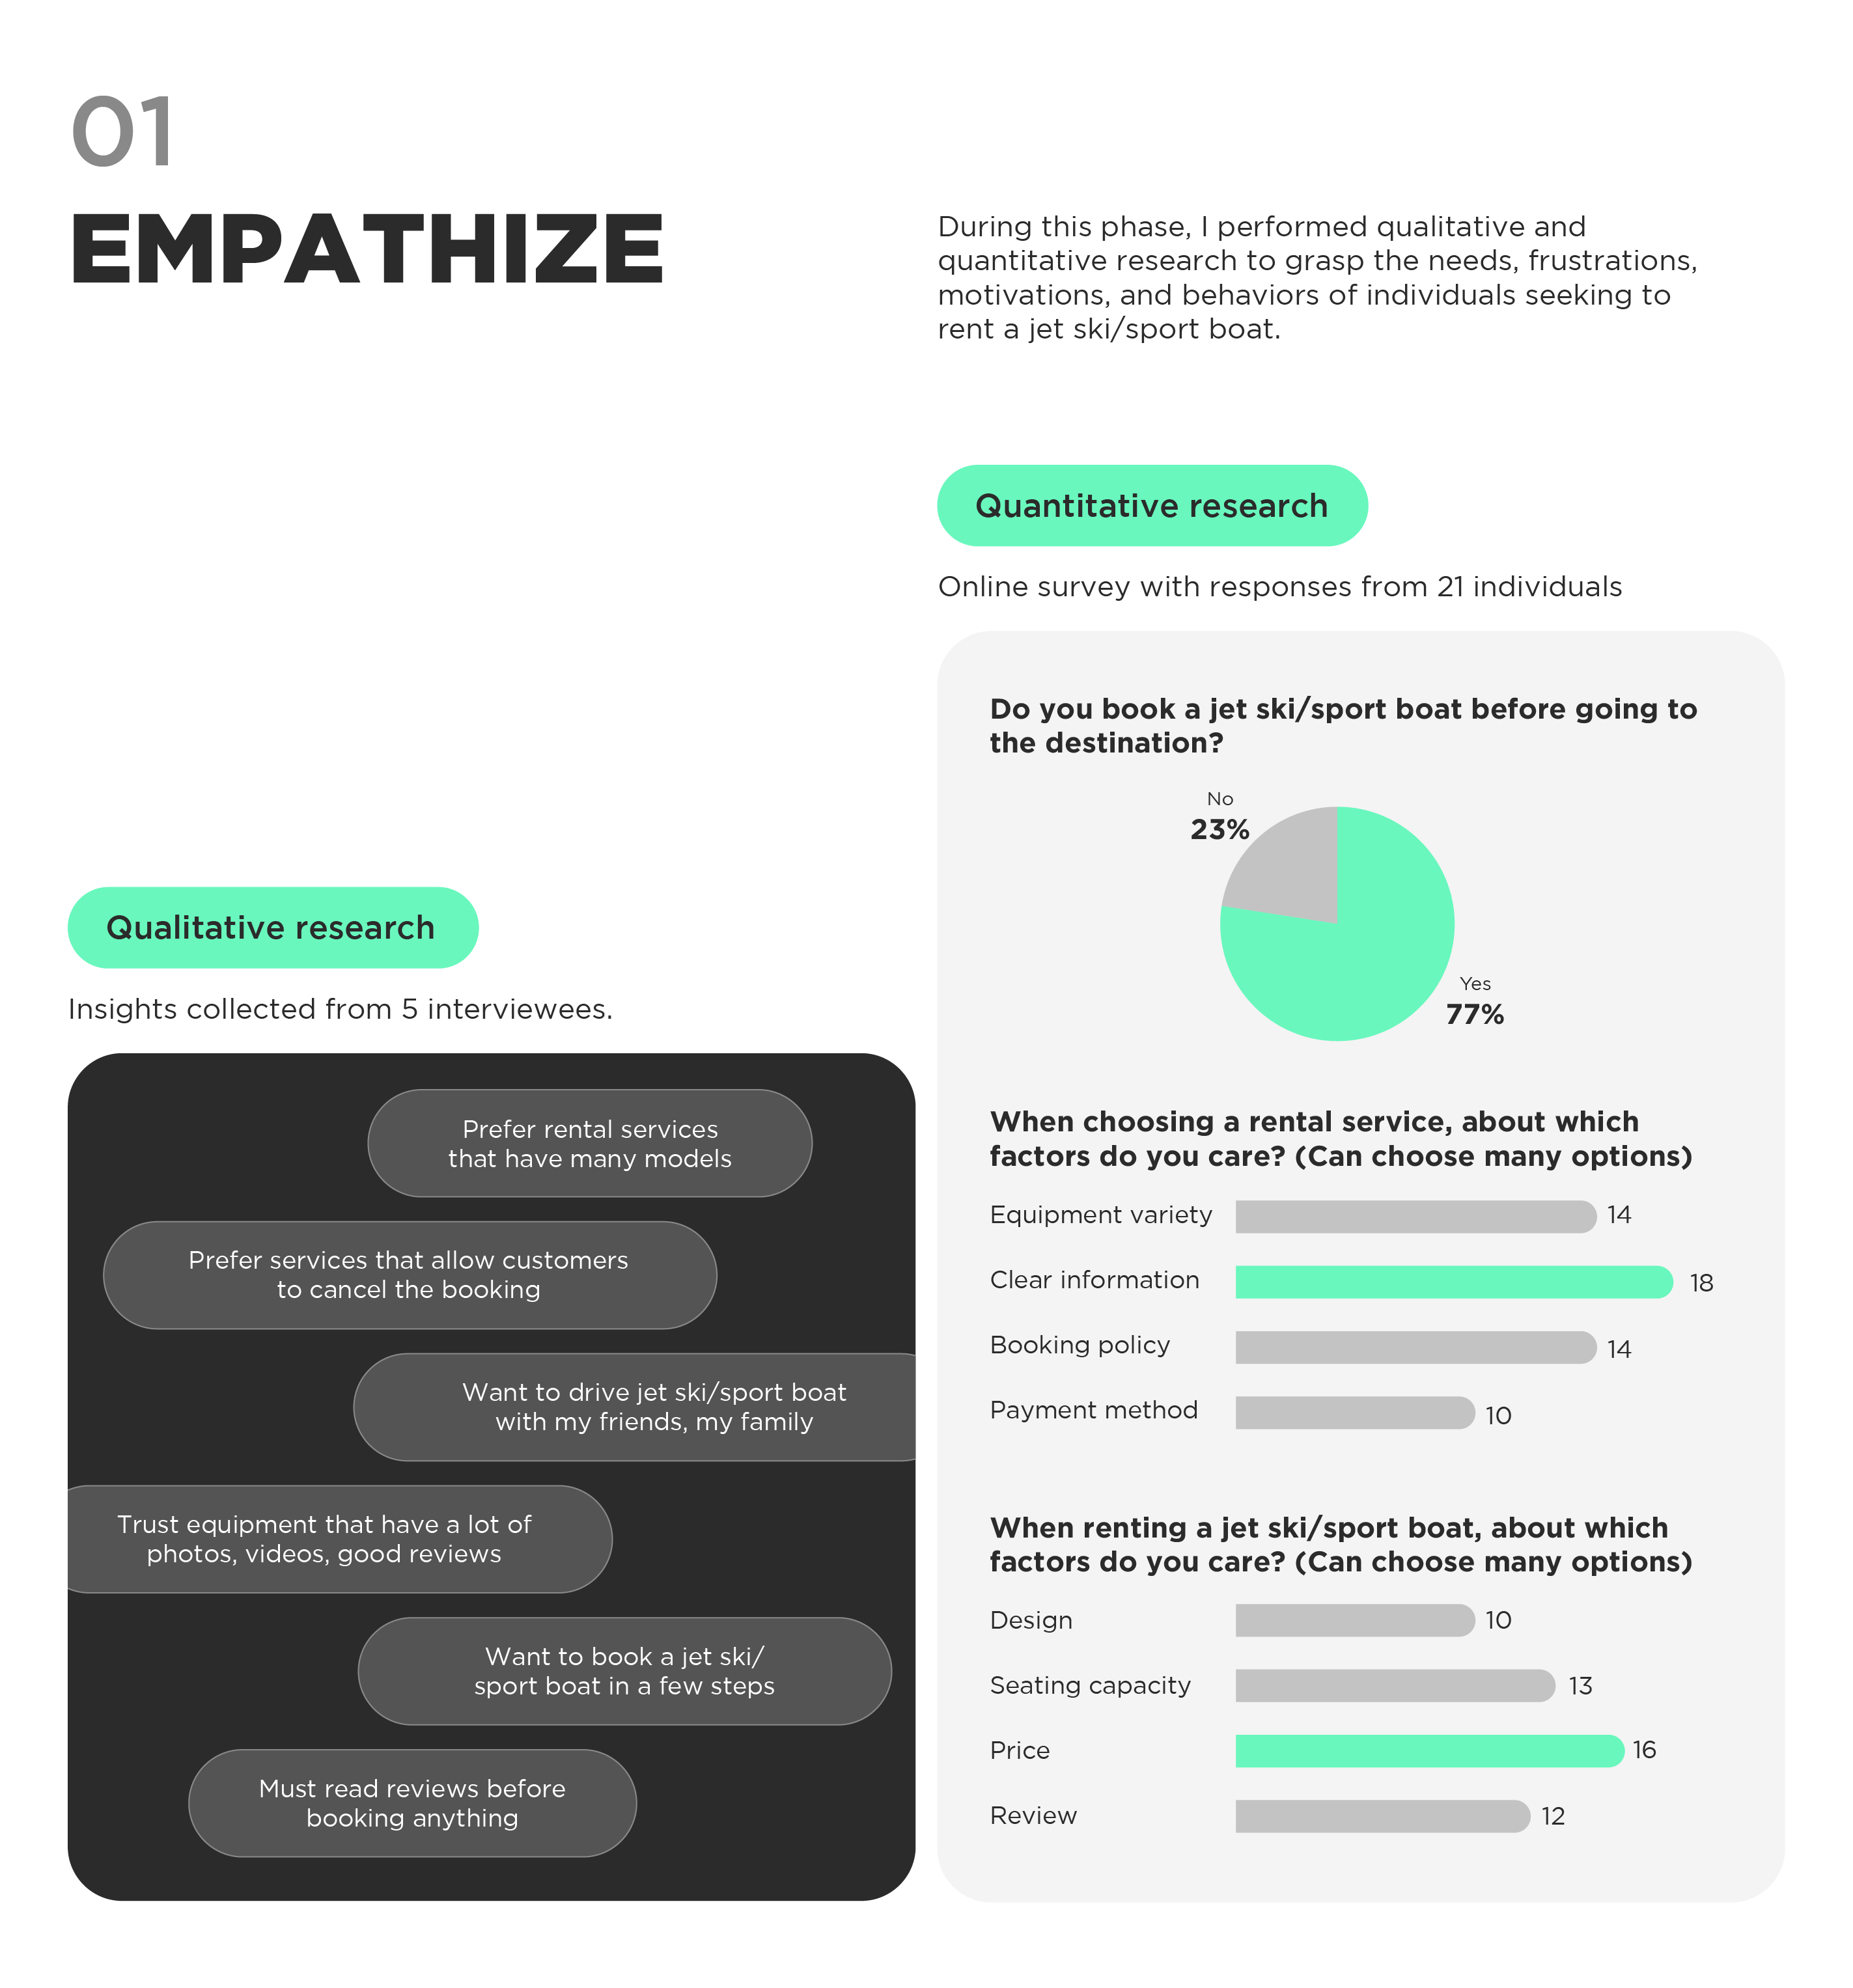 01
EMPATHIZE
During this phase, I performed qualitative and
quantitative research to grasp the needs, frustrations,
motivations, and behaviors of individuals seeking to
rent a jet ski/sport boat.
Qualitative research
Insights collected from 5 interviewees.
Prefer rental services
that have many models
Prefer services that allow customers
to cancel the booking
Want to drive jet ski/sport boat
with my friends, my family
Trust equipment that have a lot of
photos, videos, good reviews
Want to book a jet ski/
sport boat in a few steps
Must read reviews before
booking anything
Quantitative research
Online survey with responses from 21 individuals
Do you book a jet ski/sport boat before going to
the destination?
No
23%
Yes
77%
When choosing a rental service, about which
factors do you care? (Can choose many options)
Equipment variety 14
Clear information 18
Booking policy 14
Payment method 10
When renting a jet ski/sport boat, about which
factors do you care? (Can choose many options)
Design 10
Seating capacity 13
Price 16
Review 12